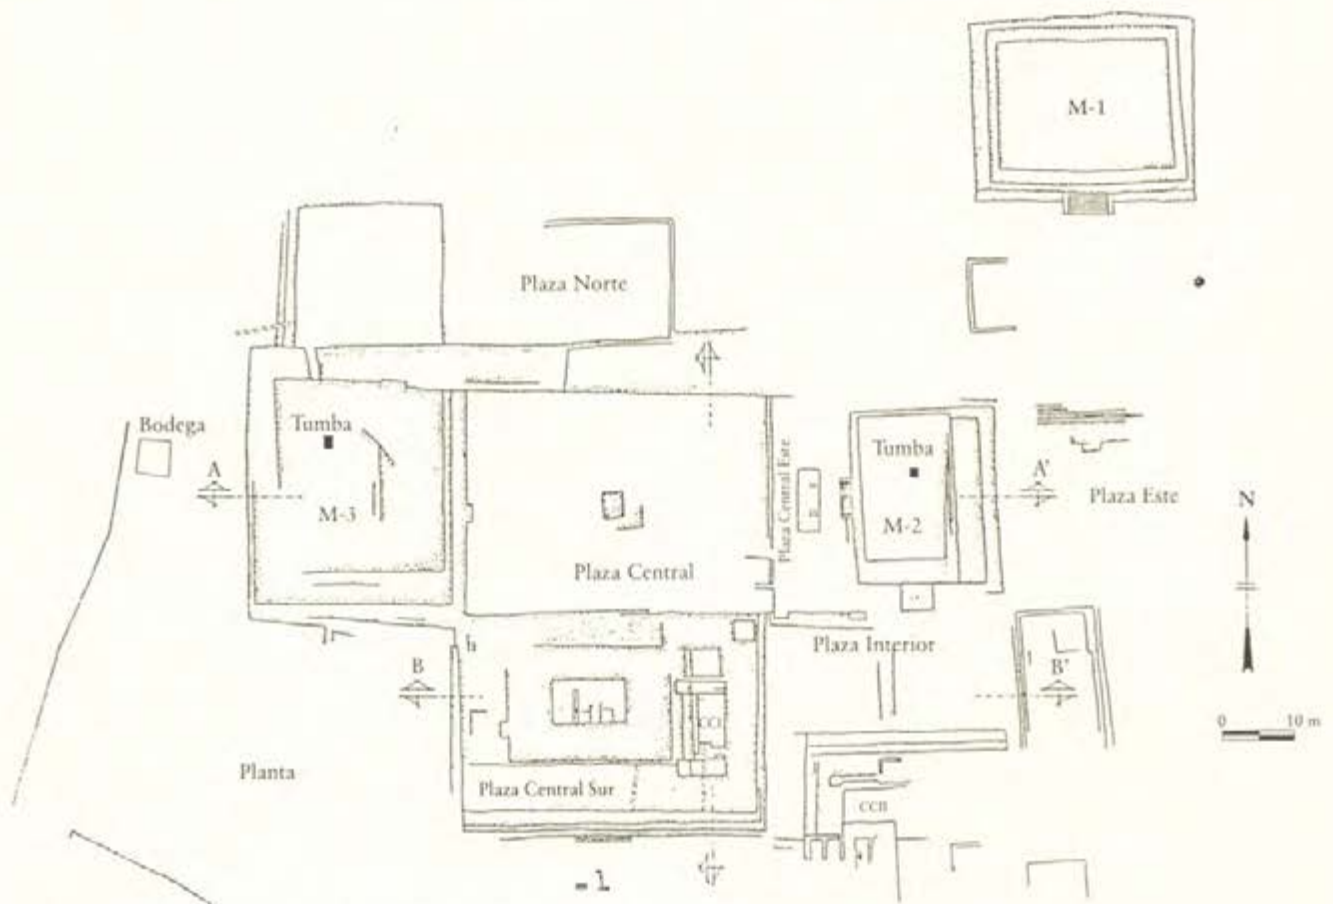 M-1
Plaza Norte
Bodega
Tumba
A
M-3
Plaza Central
Plaza Central Este
Tumba
M-2
A'
Plaza Este
N
B
Plaza Interior
B'
0 10 m
CCI
Planta
Plaza Central Sur
CCII
-1